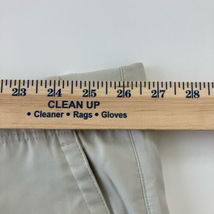 23 24 25 26 27 28
CLEAN UP
• Cleaner • Rags • Gloves